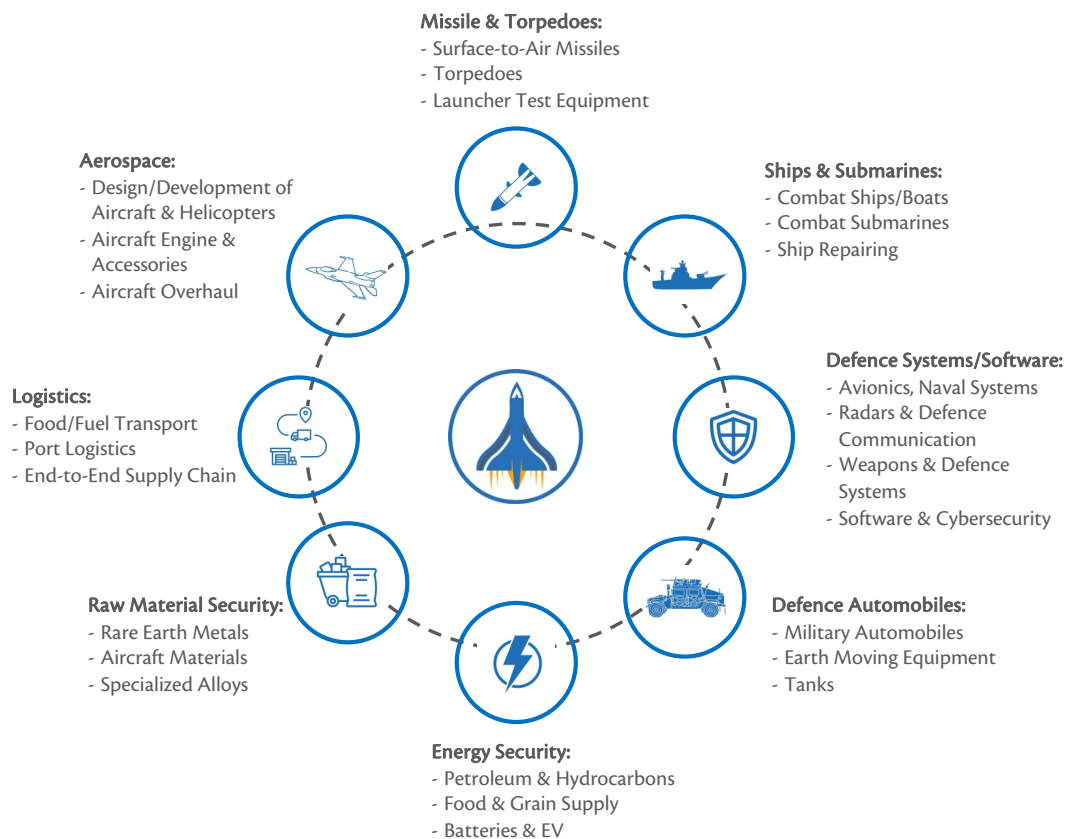 Missile & Torpedoes:
- Surface-to-Air Missiles
- Torpedoes
- Launcher Test Equipment
Aerospace:
- Design/Development of
Aircraft & Helicopters
- Aircraft Engine &
Accessories
- Aircraft Overhaul
Ships & Submarines:
- Combat Ships/Boats
- Combat Submarines
- Ship Repairing
Logistics:
- Food/Fuel Transport
- Port Logistics
- End-to-End Supply Chain
Defence Systems/Software:
- Avionics, Naval Systems
- Radars & Defence
Communication
- Weapons & Defence
Systems
- Software & Cybersecurity
Raw Material Security:
- Rare Earth Metals
- Aircraft Materials
- Specialized Alloys
Defence Automobiles:
- Military Automobiles
- Earth Moving Equipment
- Tanks
Energy Security:
- Petroleum & Hydrocarbons
- Food & Grain Supply
- Batteries & EV